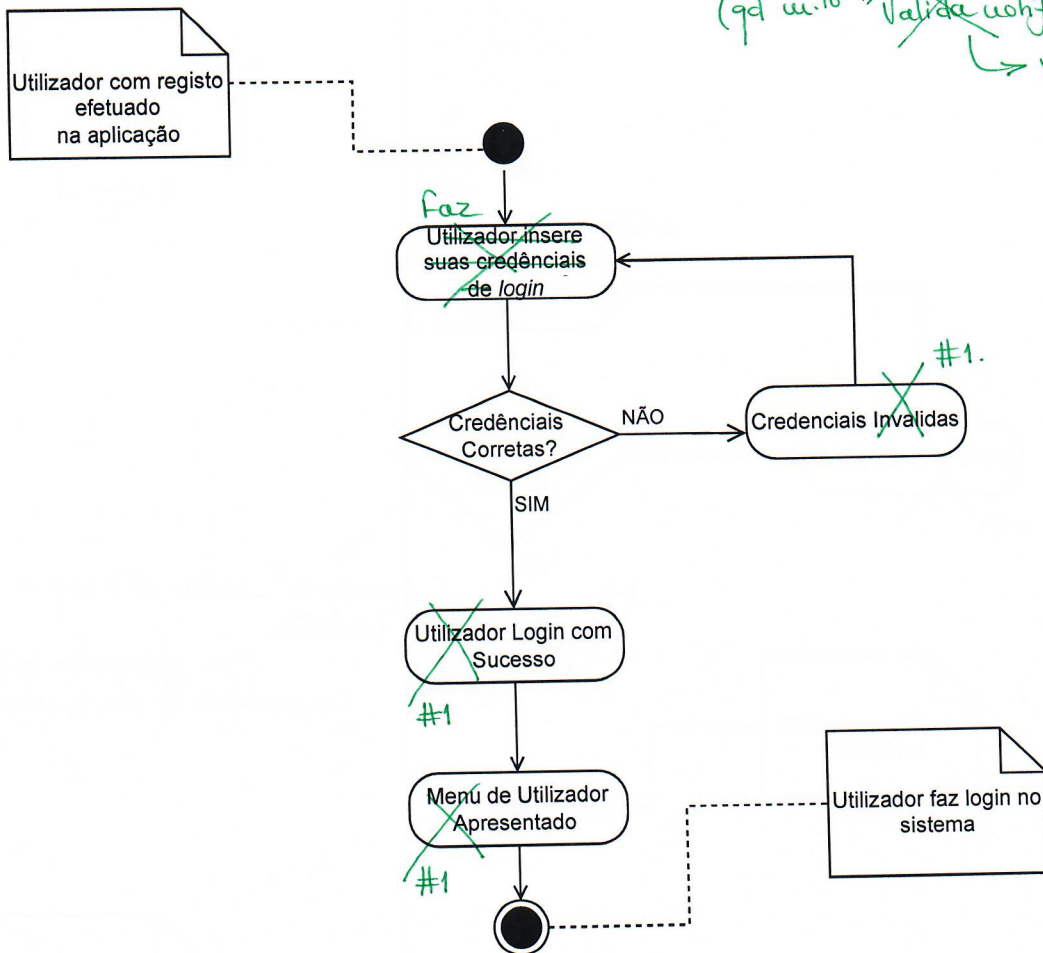 (qd
Valida
Utilizador com registo
efetuado
na aplicação
Faz
Utilizador insere
suas credênciais
de login
#1.
Credênciais
Corretas?
NÃO
Credenciais Invalidas
SIM
Utilizador Login com
Sucesso
#1
Menu de Utilizador
Apresentado
#1
Utilizador faz login no
sistema